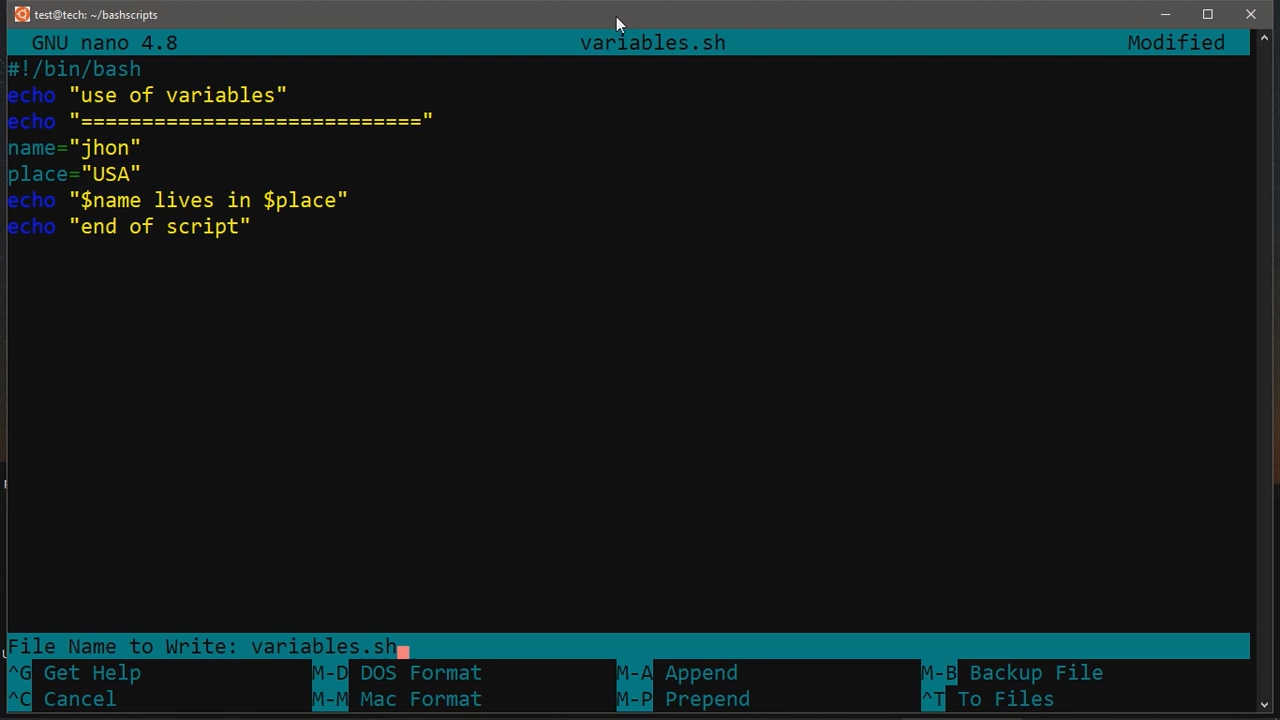 test@tech: ~/bashscripts
GNU nano 4.8 variables.sh Modified
#!/bin/bash
echo "use of variables"
echo "============================"
name="jhon"
place="USA"
echo "$name lives in $place"
echo "end of script"
File Name to Write: variables.sh
^G Get Help M-D DOS Format M-A Append M-B Backup File
^C Cancel M-M Mac Format M-P Prepend ^T To Files